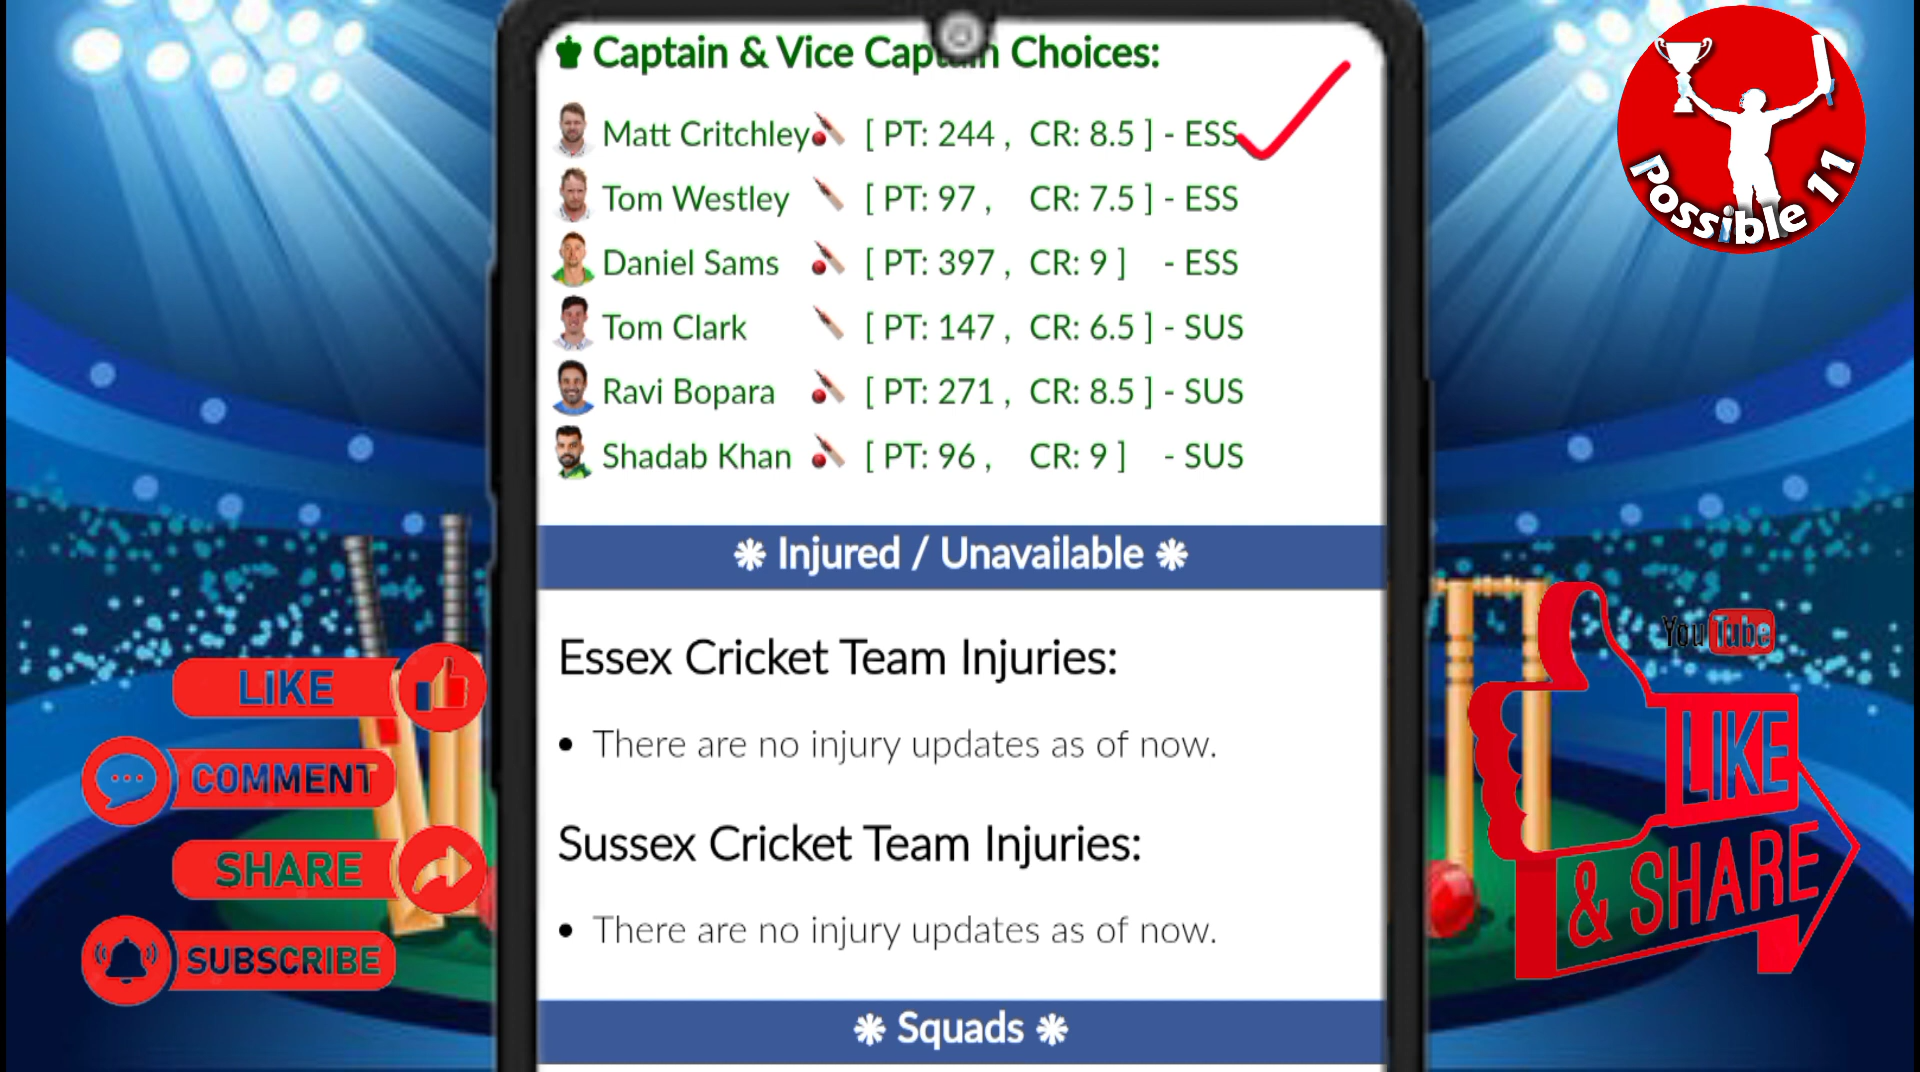 Captain & Vice Captain Choices:
Matt Critchley [ PT: 244 , CR: 8.5 ] - ESS
Tom Westley [ PT: 97 , CR: 7.5 ] - ESS
Daniel Sams [ PT: 397 , CR: 9 ] - ESS
Tom Clark [ PT: 147 , CR: 6.5 ] - SUS
Ravi Bopara [ PT: 271 , CR: 8.5 ] - SUS
Shadab Khan [ PT: 96 , CR: 9 ] - SUS
Injured / Unavailable
Essex Cricket Team Injuries:
• There are no injury updates as of now.
Sussex Cricket Team Injuries:
• There are no injury updates as of now.
Squads
Possible 11
LIKE
COMMENT
SHARE
SUBSCRIBE
YouTube
LIKE
& SHARE